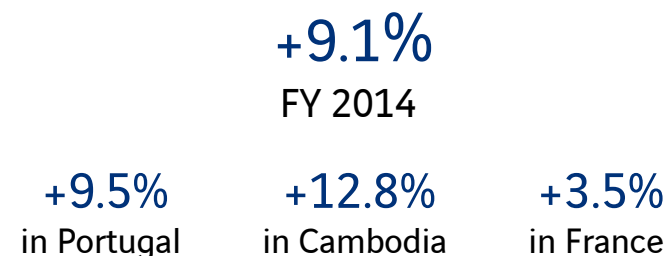 +9.1%
FY 2014
+9.5% +12.8% +3.5%
in Portugal in Cambodia in France